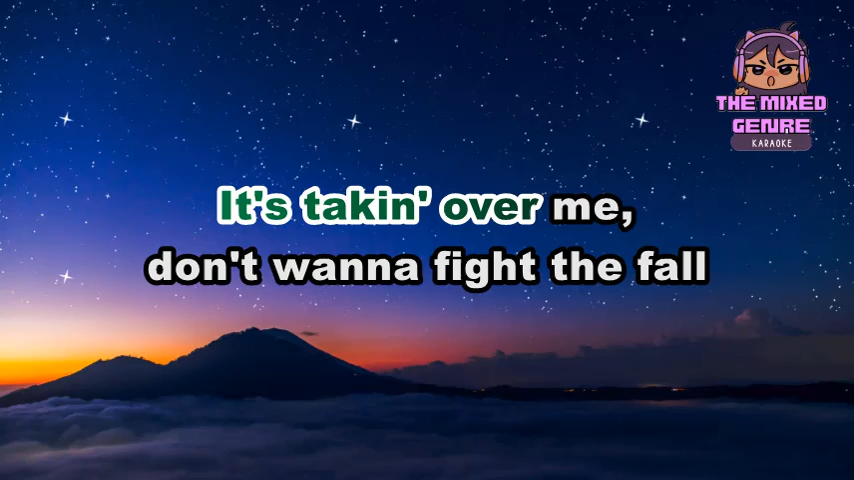 THE MIXED
GENRE
KARAOKE
It's takin' over me,
don't wanna fight the fall